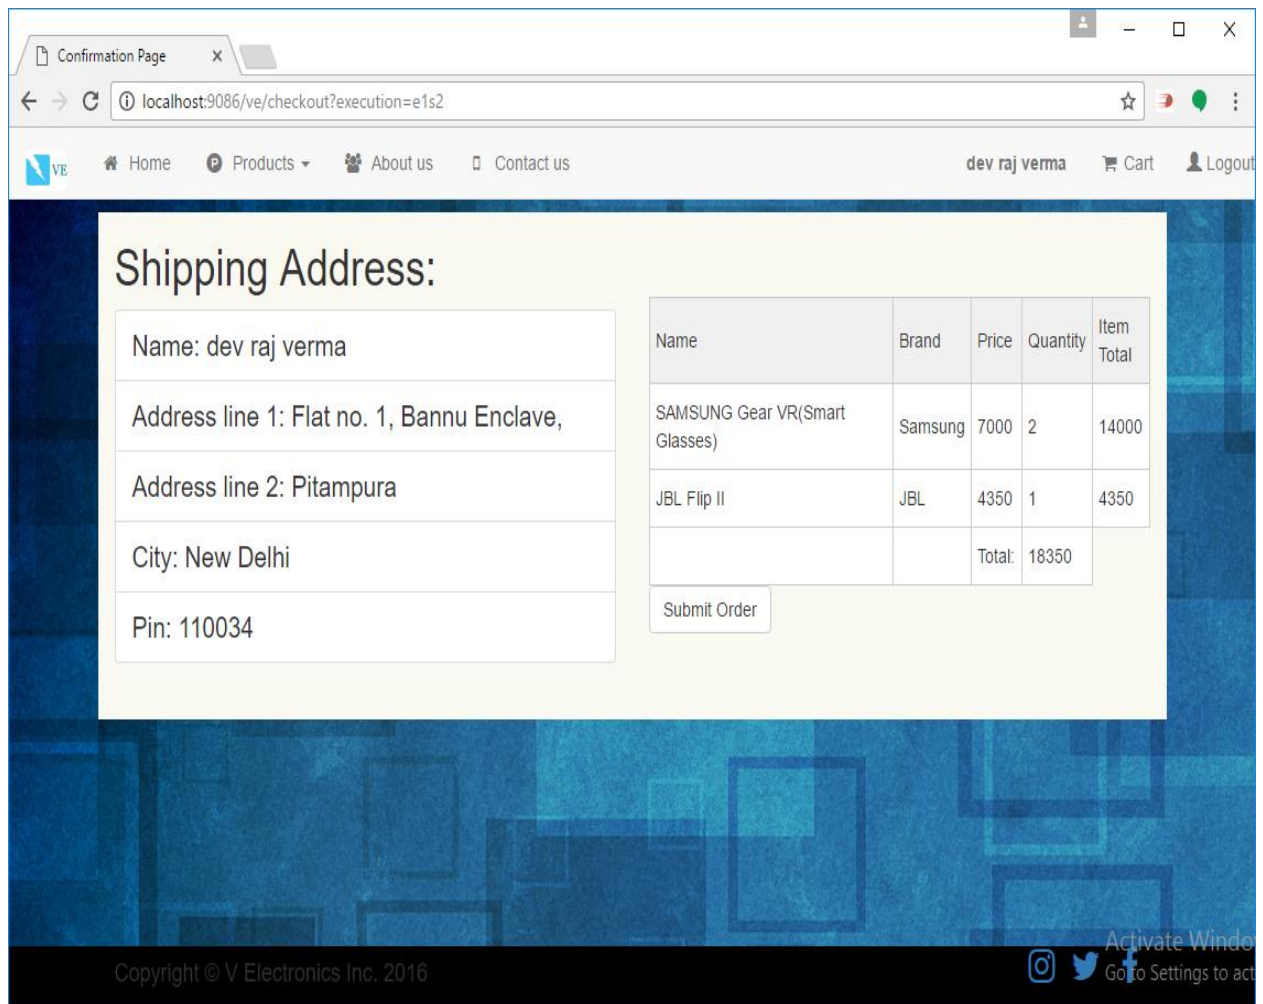 Confirmation Page
localhost:9086/ve/checkout?execution=e1s2
VE Home Products About us Contact us dev raj verma Cart Logout
Shipping Address:
Name: dev raj verma
Address line 1: Flat no. 1, Bannu Enclave,
Address line 2: Pitampura
City: New Delhi
Pin: 110034
Name Brand Price Quantity Item
Total
SAMSUNG Gear VR(Smart
Glasses) Samsung 7000 2 14000
JBL Flip II JBL 4350 1 4350
Total: 18350
Submit Order
Activate Windo
Go to Settings to act
Copyright © V Electronics Inc. 2016